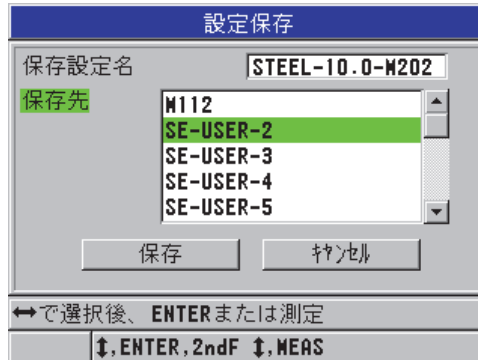 設定保存
保存設定名 STEEL-10.0-M202
保存先
M112
SE-USER-2
SE-USER-3
SE-USER-4
SE-USER-5
保存 ｷｬﾝｾﾙ
↔で選択後、ENTERまたは測定
↕,ENTER,2ndF ↕,MEAS